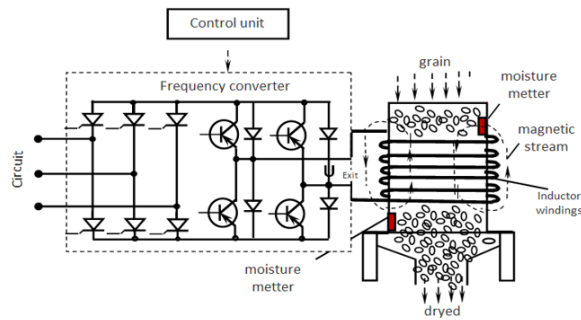 Control unit
Frequency converter
grain
moisture
metter
magnetic
stream
Circuit
Exit
Inductor
windings
moisture
metter
dryed